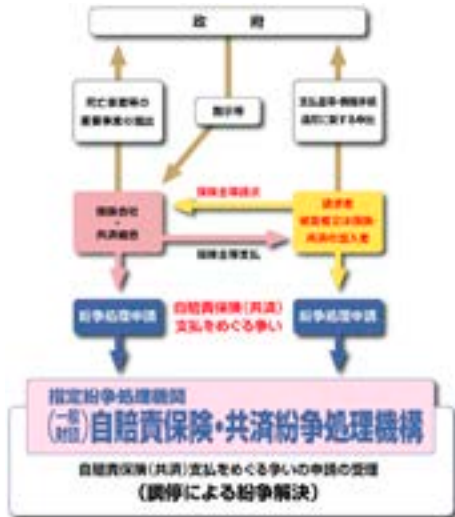 政　府
死亡事案等の
重要事案の届出
指示等
支払基準・情報手続
違反に関する申出
保険金等請求
保険会社
・
共済組合
請求者
被害者又は保険・
共済の加入者
保険金等支払
紛争処理申請
自賠責保険(共済)
支払をめぐる争い
紛争処理申請
指定紛争処理機関
(一般財団)自賠責保険・共済紛争処理機構
自賠責保険(共済)支払をめぐる争いの申請の受理
(調停による紛争解決)